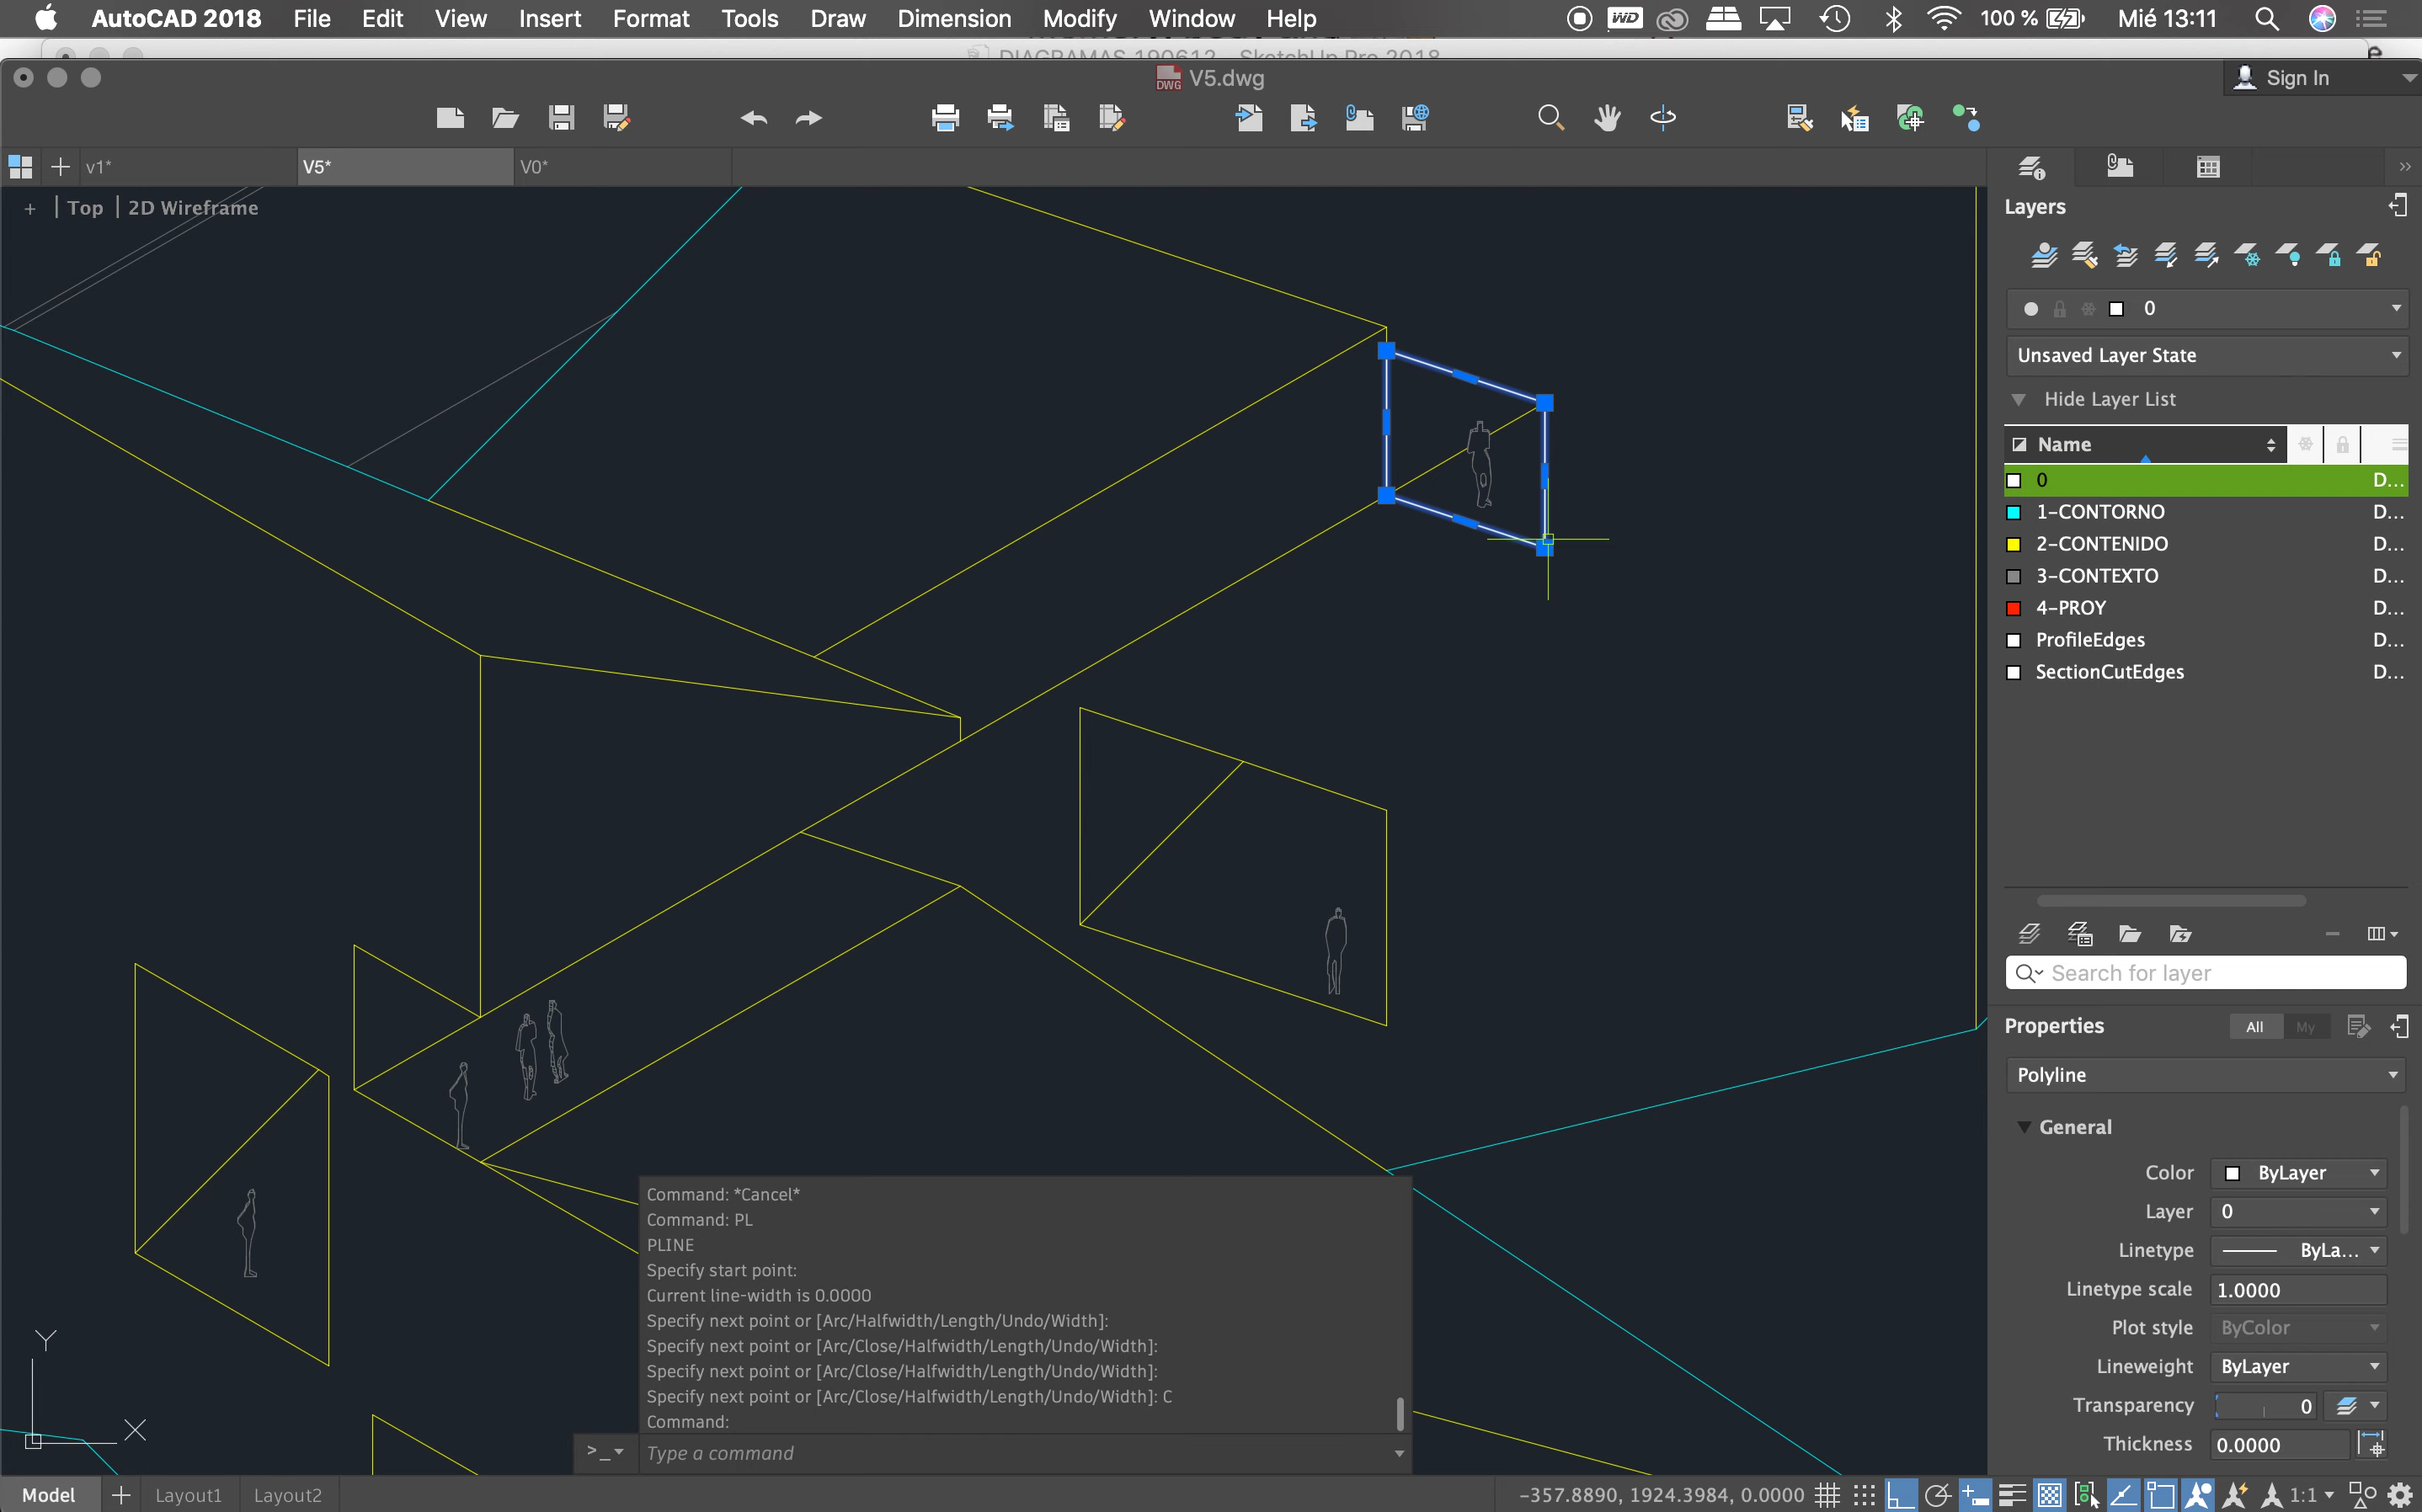 AutoCAD 2018 File Edit View Insert Format Tools Draw Dimension Modify Window Help WD 100 % Mié 13:11
DIAGRAMAS 190612 - SketchUp Pro 2018
DWG V5.dwg Sign In
v1* V5* V0*
+ | Top | 2D Wireframe
Layers
0
Unsaved Layer State
Hide Layer List
Name
0 D...
1-CONTORNO D...
2-CONTENIDO D...
3-CONTEXTO D...
4-PROY D...
ProfileEdges D...
SectionCutEdges D...
Search for layer
Properties All My
Polyline
General
Color ByLayer
Layer 0
Linetype ByLa...
Linetype scale 1.0000
Plot style ByColor
Lineweight ByLayer
Transparency 0
Thickness 0.0000
Command: *Cancel*
Command: PL
PLINE
Specify start point:
Current line-width is 0.0000
Specify next point or [Arc/Halfwidth/Length/Undo/Width]:
Specify next point or [Arc/Close/Halfwidth/Length/Undo/Width]:
Specify next point or [Arc/Close/Halfwidth/Length/Undo/Width]:
Specify next point or [Arc/Close/Halfwidth/Length/Undo/Width]: C
Command:
>_ Type a command
Y
X
Model + Layout1 Layout2 -357.8890, 1924.3984, 0.0000 1:1